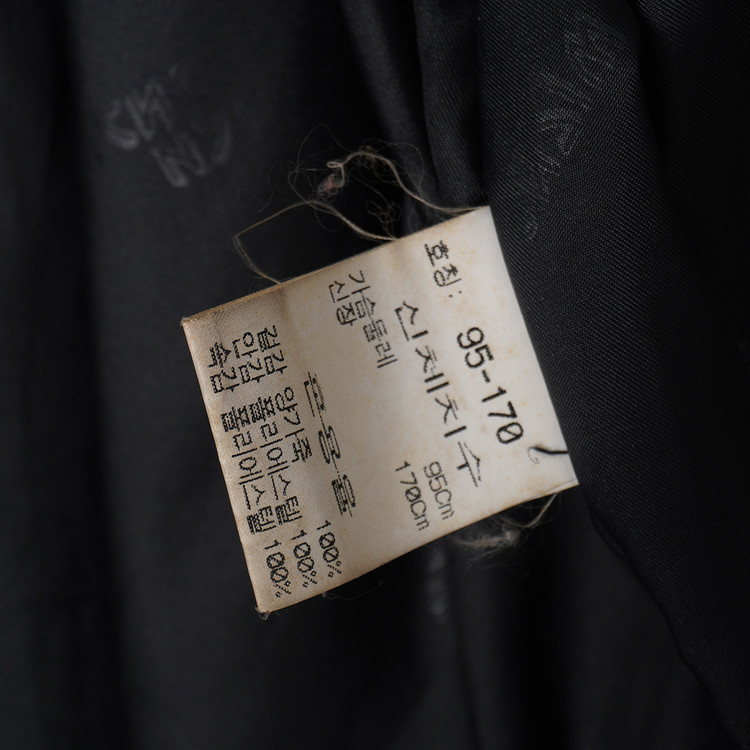 호칭: 95-170
신체치수
가슴둘레 95cm
신장 170Cm
혼용율
겉감 양가죽 100%
안감 폴리에스텔 100%
속감 폴리에스텔 100%